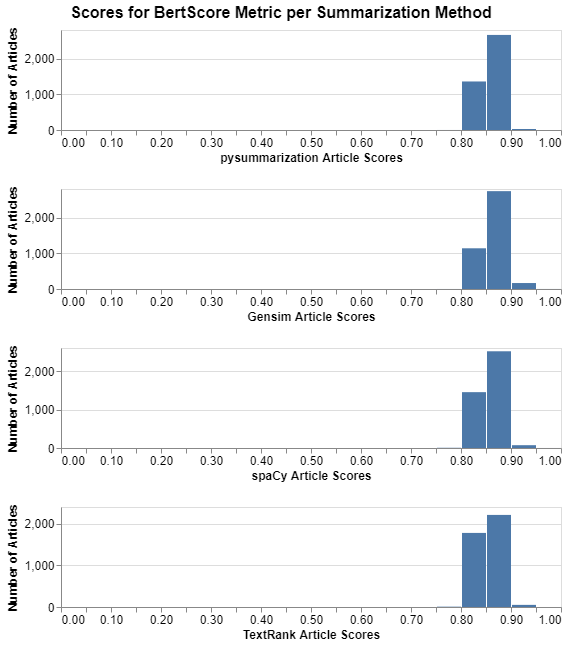 Scores for BertScore Metric per Summarization Method
Number of Articles
2,000
1,000
0
0.00 0.10 0.20 0.30 0.40 0.50 0.60 0.70 0.80 0.90 1.00
pysummarization Article Scores
Number of Articles
2,000
1,000
0
0.00 0.10 0.20 0.30 0.40 0.50 0.60 0.70 0.80 0.90 1.00
Gensim Article Scores
Number of Articles
2,000
1,000
0
0.00 0.10 0.20 0.30 0.40 0.50 0.60 0.70 0.80 0.90 1.00
spaCy Article Scores
Number of Articles
2,000
1,000
0
0.00 0.10 0.20 0.30 0.40 0.50 0.60 0.70 0.80 0.90 1.00
TextRank Article Scores